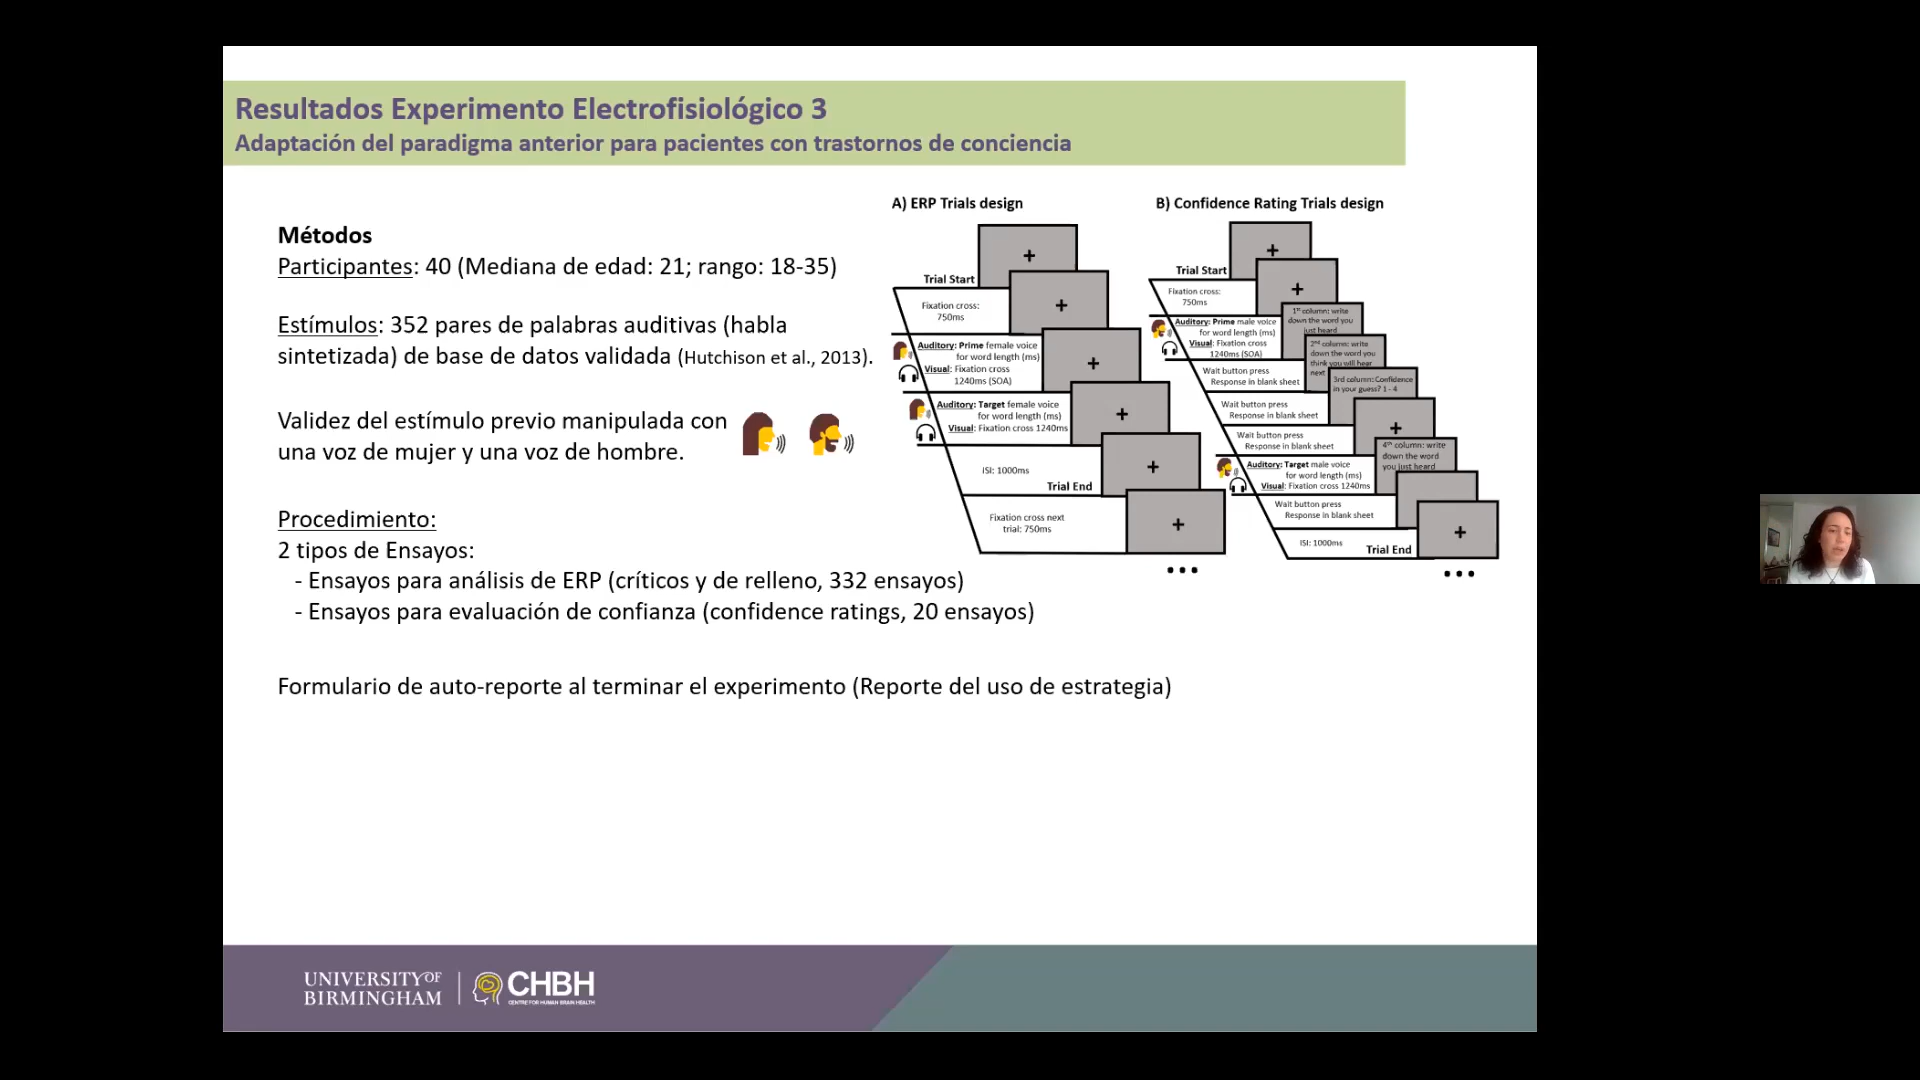 Resultados Experimento Electrofisiológico 3
Adaptación del paradigma anterior para pacientes con trastornos de conciencia
Métodos
Participantes: 40 (Mediana de edad: 21; rango: 18-35)
Estímulos: 352 pares de palabras auditivas (habla
sintetizada) de base de datos validada (Hutchison et al., 2013).
Validez del estímulo previo manipulada con
una voz de mujer y una voz de hombre.
Procedimiento:
2 tipos de Ensayos:
- Ensayos para análisis de ERP (críticos y de relleno, 332 ensayos)
- Ensayos para evaluación de confianza (confidence ratings, 20 ensayos)
Formulario de auto-reporte al terminar el experimento (Reporte del uso de estrategia)
A) ERP Trials design
+
Trial Start
+
Fixation cross:
750ms
+
Auditory: Prime female voice
for word length (ms)
Visual: Fixation cross
1240ms (SOA)
+
Auditory: Target female voice
for word length (ms)
Visual: Fixation cross 1240ms
+
ISI: 1000ms
Trial End
+
Fixation cross next
trial: 750ms
...
B) Confidence Rating Trials design
+
Trial Start
+
Fixation cross:
750ms
1st column: write
down the word you
just heard
Auditory: Prime male voice
for word length (ms)
Visual: Fixation cross
1240ms (SOA)
2nd column: write
down the word you
think you will hear
next
Wait button press
Response in blank sheet
3rd column: Confidence
in your guess? 1 - 4
Wait button press
Response in blank sheet
+
Wait button press
Response in blank sheet
4th column: write
down the word
you just heard
Auditory: Target male voice
for word length (ms)
Visual: Fixation cross 1240ms
Wait button press
Response in blank sheet
+
ISI: 1000ms
Trial End
...
UNIVERSITY OF
BIRMINGHAM
CHBH
CENTRE FOR HUMAN BRAIN HEALTH